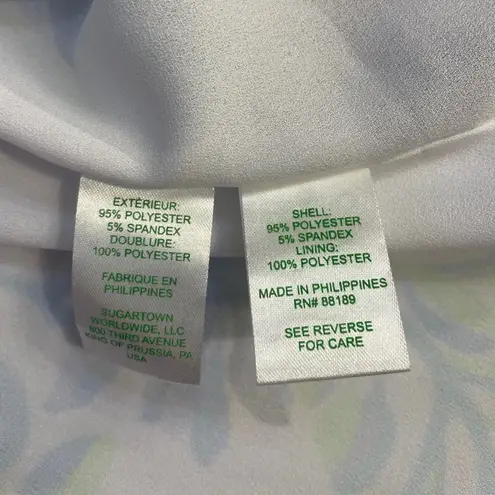 EXTÉRIEUR:
95% POLYESTER
5% SPANDEX
DOUBLURE:
100% POLYESTER
FABRIQUE EN
PHILIPPINES
SUGARTOWN
WORLDWIDE, LLC
800 THIRD AVENUE
KING OF PRUSSIA, PA
USA
SHELL:
95% POLYESTER
5% SPANDEX
LINING:
100% POLYESTER
MADE IN PHILIPPINES
RN# 88189
SEE REVERSE
FOR CARE